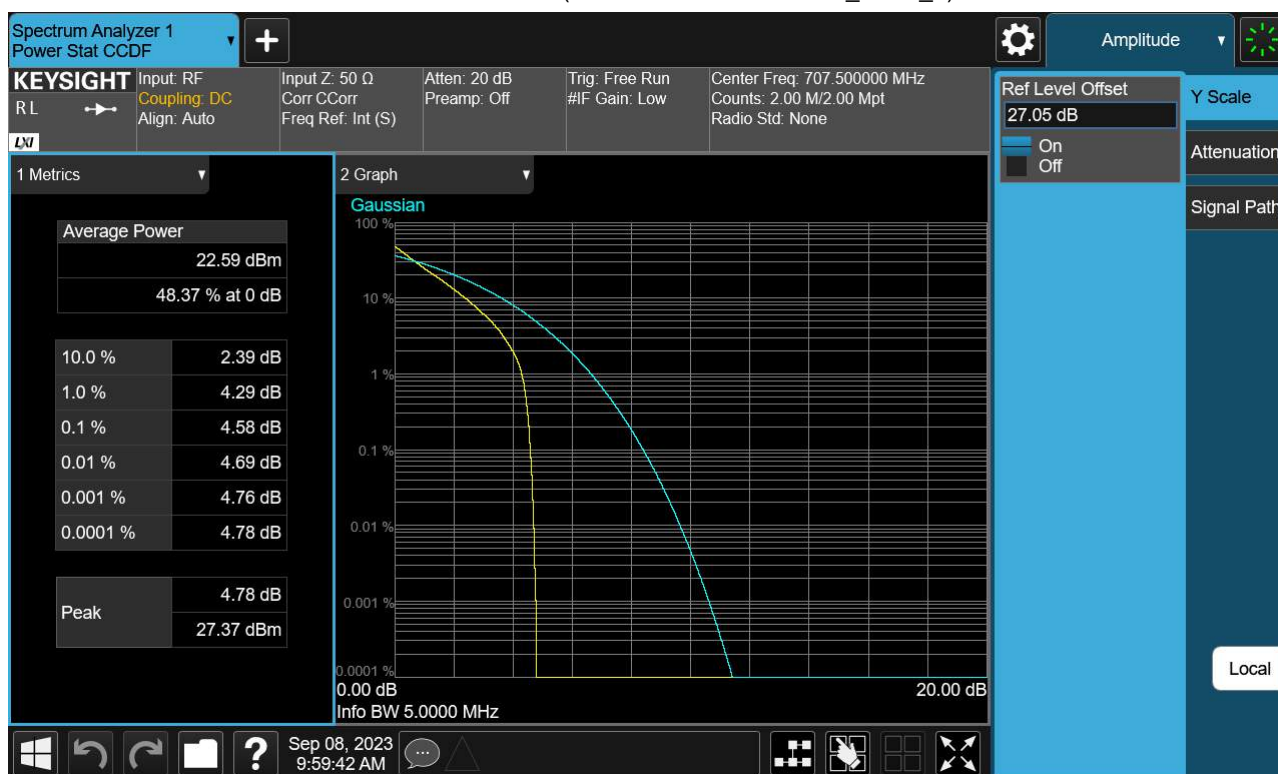 Spectrum Analyzer 1
Power Stat CCDF
+
Amplitude
KEYSIGHT
R L
LXI
Input: RF
Coupling: DC
Align: Auto
Input Z: 50 Ω
Corr CCorr
Freq Ref: Int (S)
Atten: 20 dB
Preamp: Off
Trig: Free Run
#IF Gain: Low
Center Freq: 707.500000 MHz
Counts: 2.00 M/2.00 Mpt
Radio Std: None
Ref Level Offset
27.05 dB
On
Off
Y Scale
Attenuation
Signal Path
Local
1 Metrics
Average Power
22.59 dBm
48.37 % at 0 dB
10.0 % 2.39 dB
1.0 % 4.29 dB
0.1 % 4.58 dB
0.01 % 4.69 dB
0.001 % 4.76 dB
0.0001 % 4.78 dB
Peak
4.78 dB
27.37 dBm
2 Graph
Gaussian
100 %
10 %
1 %
0.1 %
0.01 %
0.001 %
0.0001 %
0.00 dB 20.00 dB
Info BW 5.0000 MHz
?
Sep 08, 2023
9:59:42 AM